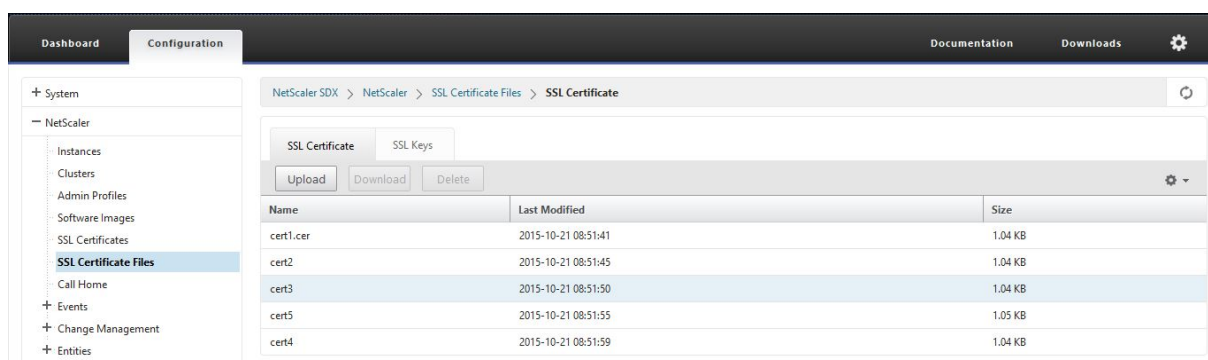 Dashboard Configuration Documentation Downloads
+ System
NetScaler SDX > NetScaler > SSL Certificate Files > SSL Certificate
− NetScaler
Instances
Clusters
Admin Profiles
Software Images
SSL Certificates
SSL Certificate Files
Call Home
+ Events
+ Change Management
+ Entities
SSL Certificate SSL Keys
Upload Download Delete
Name Last Modified Size
cert1.cer 2015-10-21 08:51:41 1.04 KB
cert2 2015-10-21 08:51:45 1.04 KB
cert3 2015-10-21 08:51:50 1.04 KB
cert5 2015-10-21 08:51:55 1.05 KB
cert4 2015-10-21 08:51:59 1.04 KB